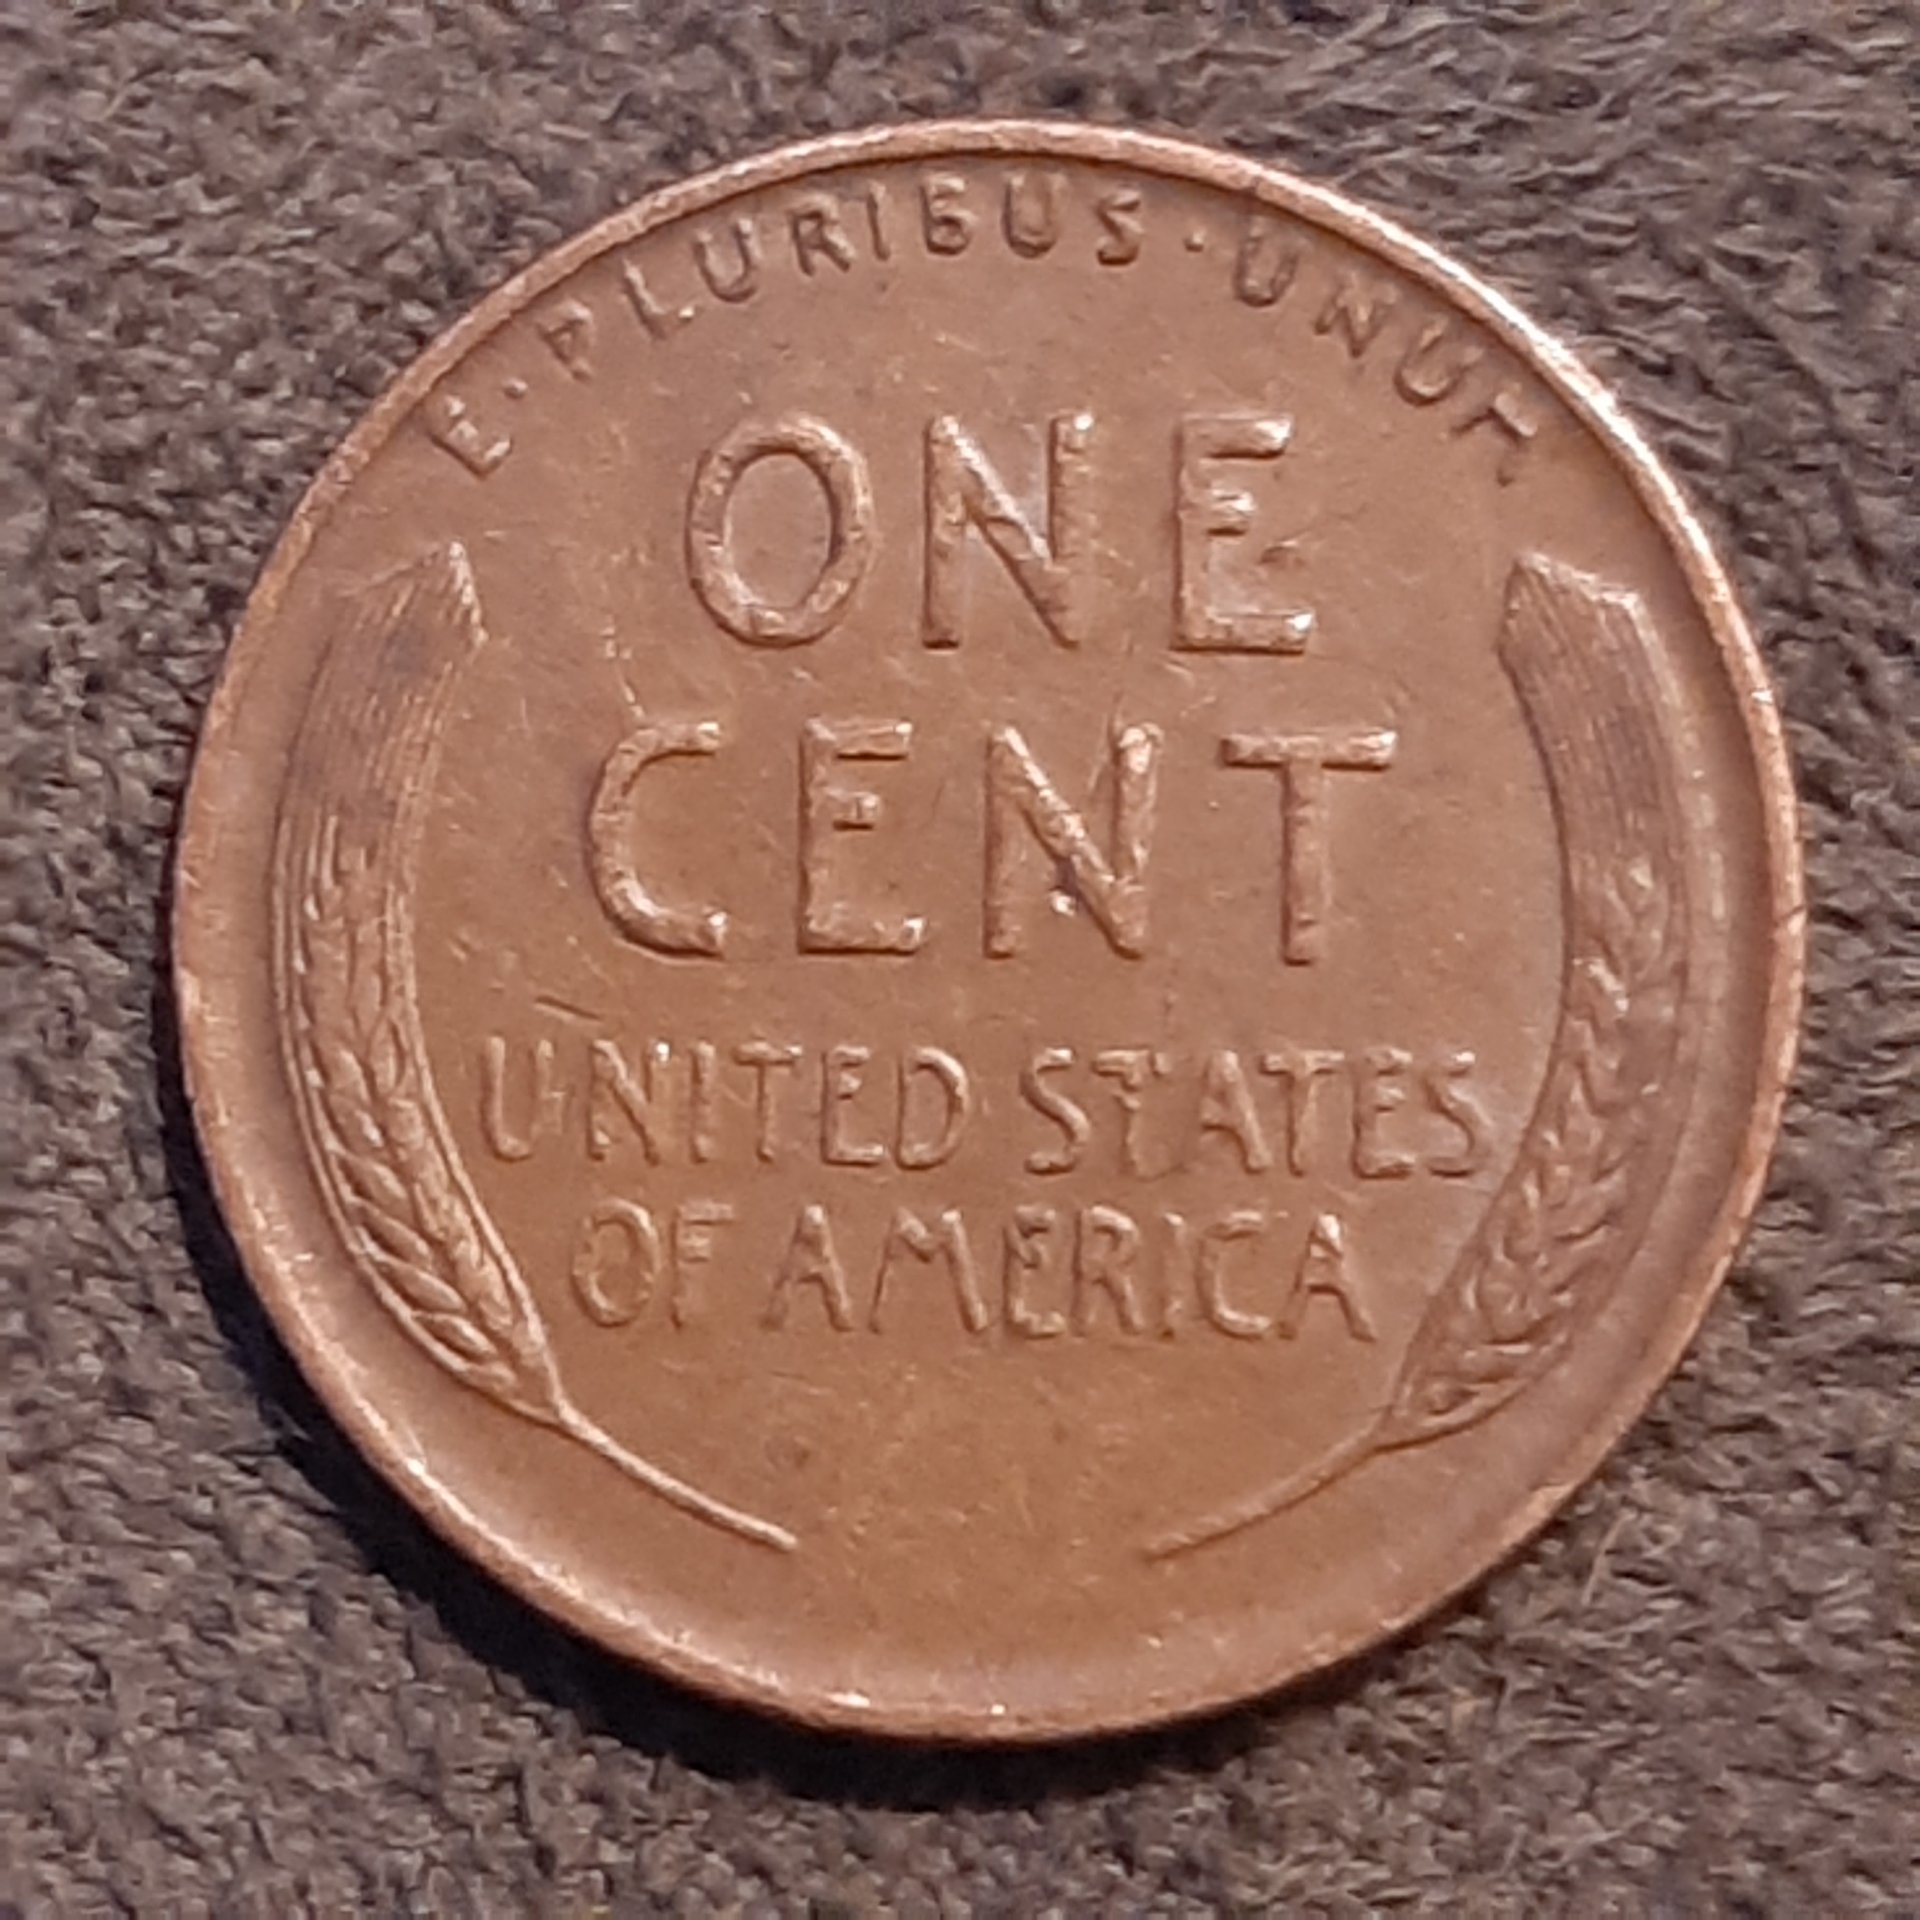 E·PLURIBUS·UNUM
ONE
CENT
UNITED STATES
OF AMERICA